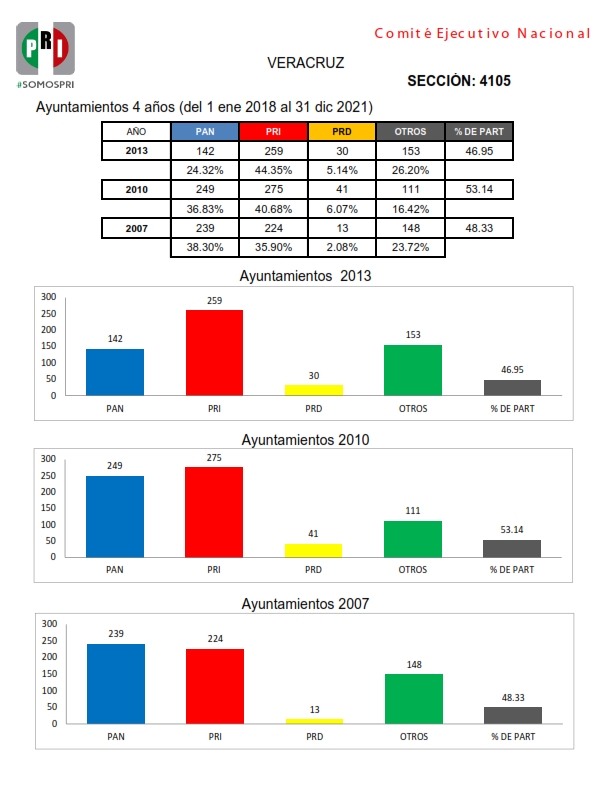 Comité Ejecutivo Nacional
PRI
#SOMOSPRI
VERACRUZ
SECCIÓN: 4105
Ayuntamientos 4 años (del 1 ene 2018 al 31 dic 2021)
AÑO PAN PRI PRD OTROS % DE PART
2013 142 259 30 153 46.95
24.32% 44.35% 5.14% 26.20%
2010 249 275 41 111 53.14
36.83% 40.68% 6.07% 16.42%
2007 239 224 13 148 48.33
38.30% 35.90% 2.08% 23.72%
Ayuntamientos 2013
300
250
200
150
100
50
0
142 259 30 153 46.95
PAN PRI PRD OTROS % DE PART
Ayuntamientos 2010
300
250
200
150
100
50
0
249 275 41 111 53.14
PAN PRI PRD OTROS % DE PART
Ayuntamientos 2007
300
250
200
150
100
50
0
239 224 13 148 48.33
PAN PRI PRD OTROS % DE PART